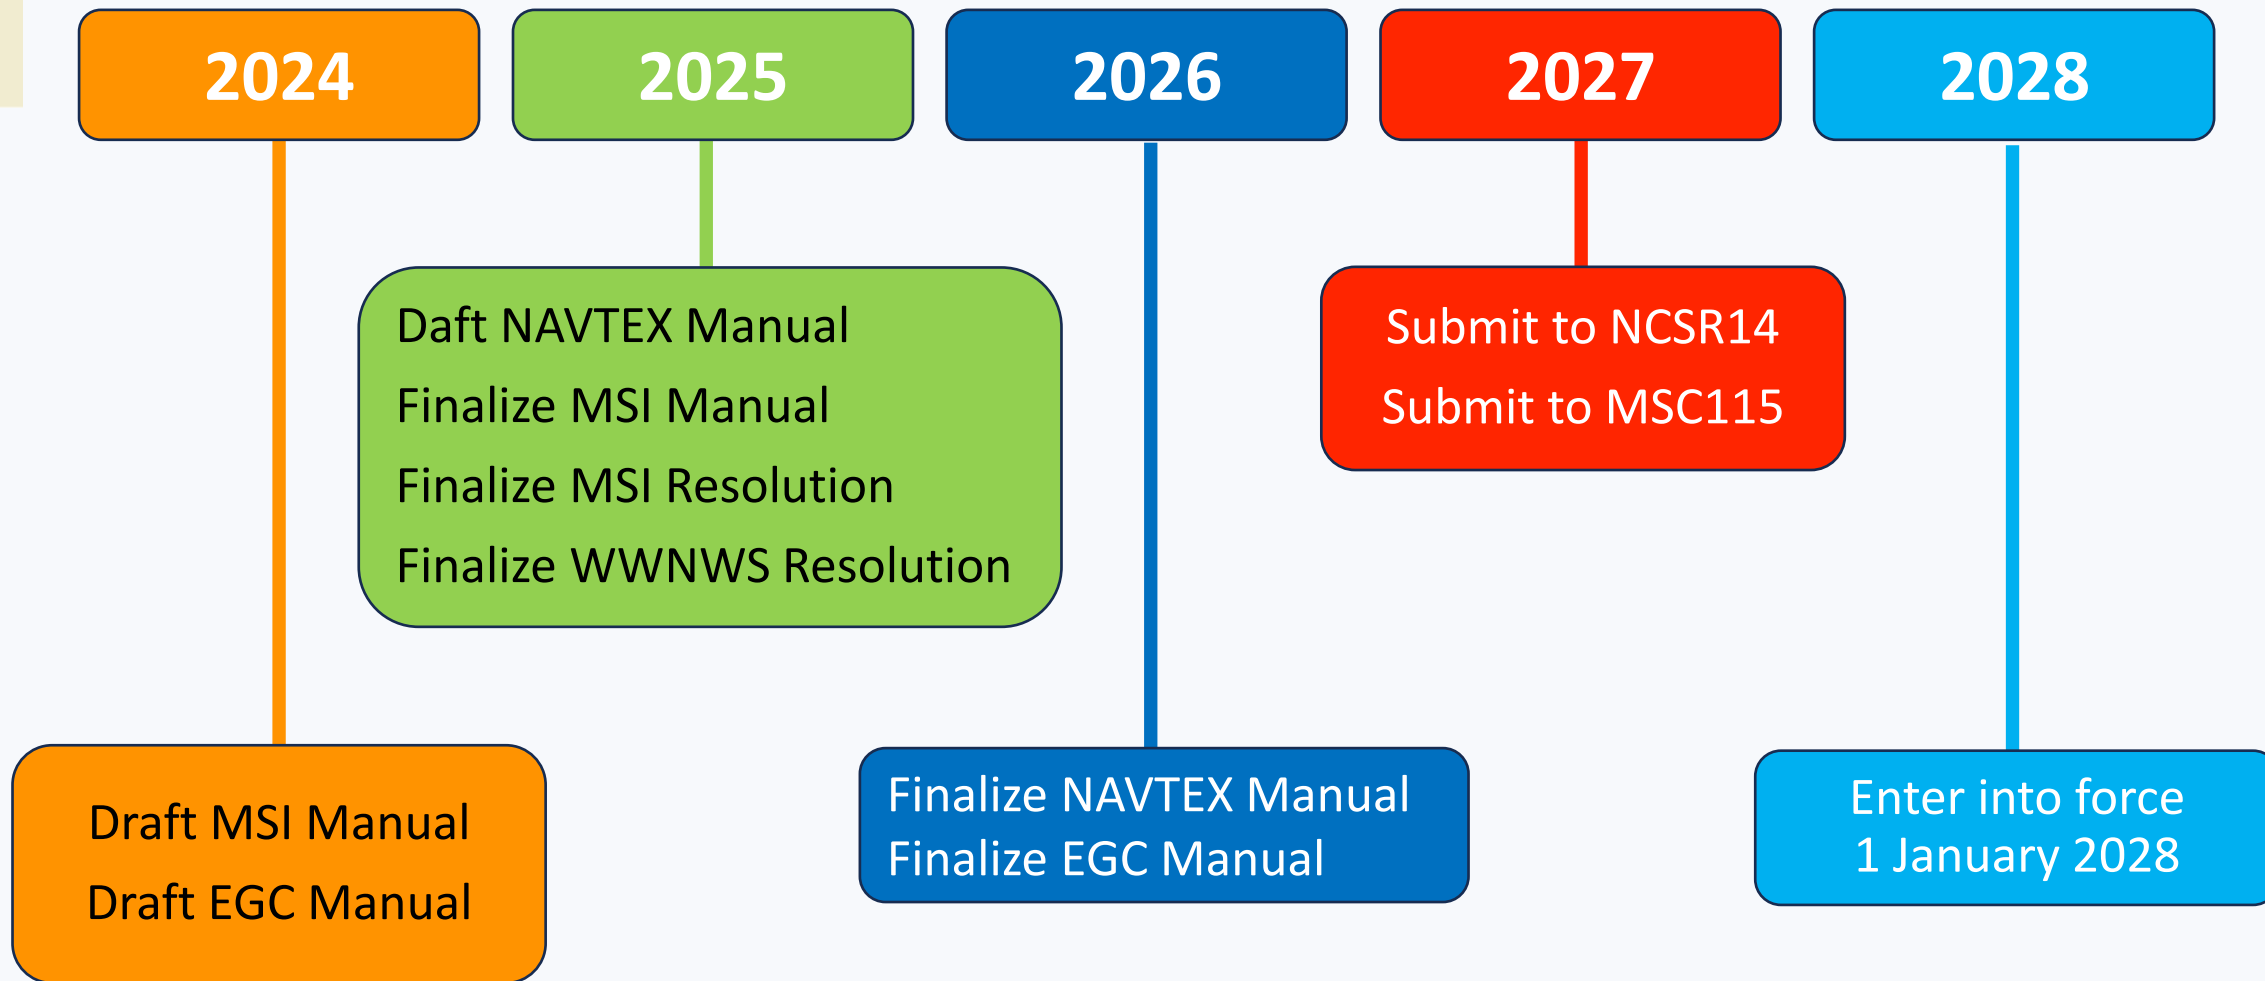 2024
2025
2026
2027
2028
Daft NAVTEX Manual
Finalize MSI Manual
Finalize MSI Resolution
Finalize WWNWS Resolution
Submit to NCSR14
Submit to MSC115
Draft MSI Manual
Draft EGC Manual
Finalize NAVTEX Manual
Finalize EGC Manual
Enter into force
1 January 2028